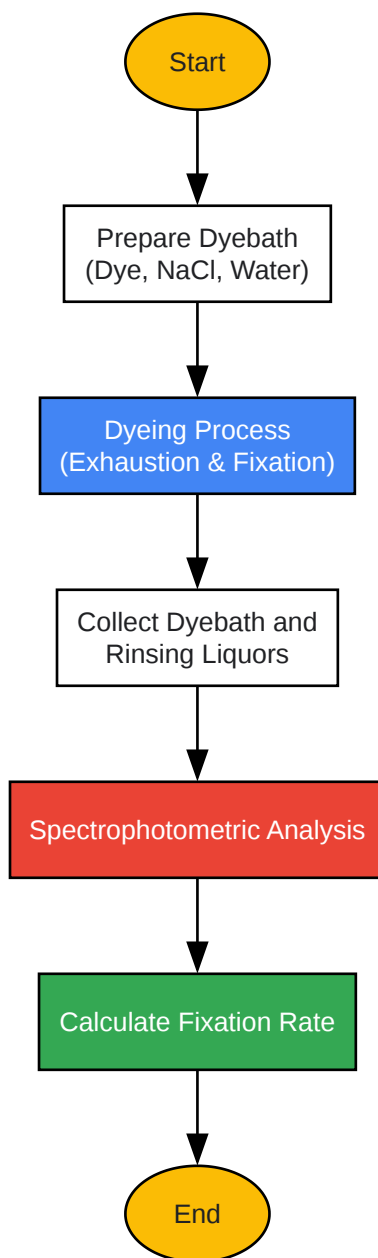 Start
Prepare Dyebath
(Dye, NaCl, Water)
Dyeing Process
(Exhaustion & Fixation)
Collect Dyebath and
Rinsing Liquors
Spectrophotometric Analysis
Calculate Fixation Rate
End